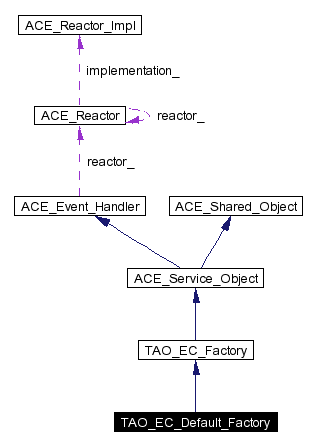 ACE_Reactor_Impl
implementation_
ACE_Reactor
reactor_
reactor_
ACE_Event_Handler
ACE_Shared_Object
ACE_Service_Object
TAO_EC_Factory
TAO_EC_Default_Factory